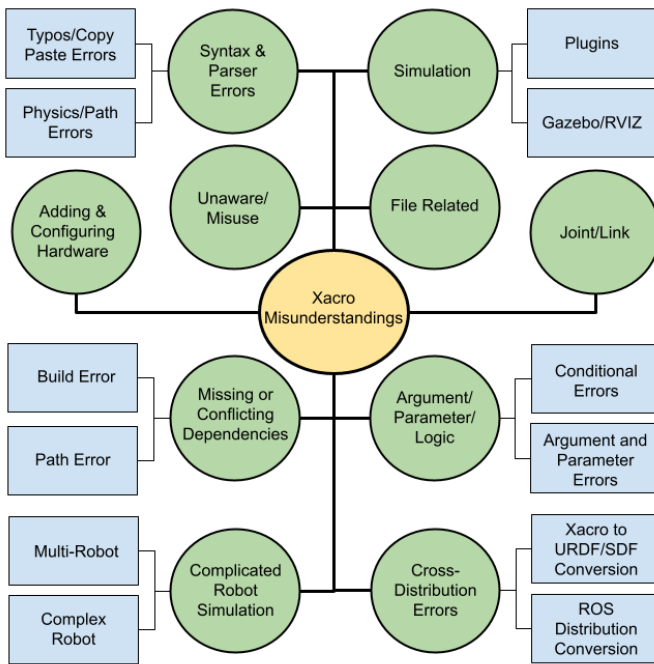 Typos/Copy
Paste Errors
Syntax &
Parser
Errors
Simulation
Plugins
Physics/Path
Errors
Gazebo/RVIZ
Adding &
Configuring
Hardware
Unaware/
Misuse
File Related
Joint/Link
Xacro
Misunderstandings
Build Error
Missing or
Conflicting
Dependencies
Argument/
Parameter/
Logic
Conditional
Errors
Path Error
Argument and
Parameter
Errors
Multi-Robot
Complicated
Robot
Simulation
Cross-
Distribution
Errors
Xacro to
URDF/SDF
Conversion
Complex
Robot
ROS
Distribution
Conversion